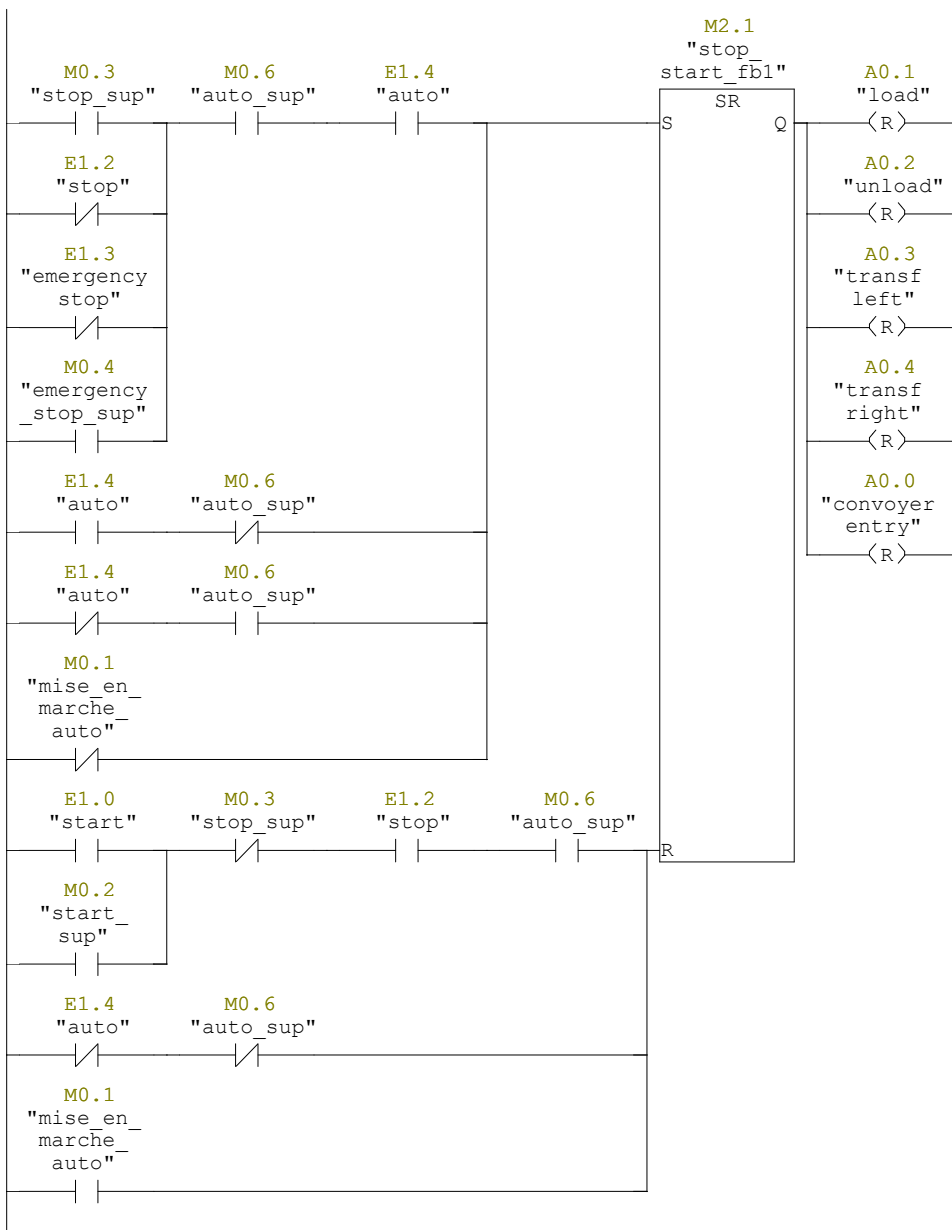 M2.1
"stop_
start_fb1"
M0.3
"stop_sup"
M0.6
"auto_sup"
E1.4
"auto"
SR
S
Q
A0.1
"load"
(R)
E1.2
"stop"
A0.2
"unload"
(R)
E1.3
"emergency
stop"
A0.3
"transf
left"
(R)
M0.4
"emergency
_stop_sup"
A0.4
"transf
right"
(R)
E1.4
"auto"
M0.6
"auto_sup"
A0.0
"convoyer
entry"
(R)
E1.4
"auto"
M0.6
"auto_sup"
M0.1
"mise_en_
marche_
auto"
E1.0
"start"
M0.3
"stop_sup"
E1.2
"stop"
M0.6
"auto_sup"
R
M0.2
"start_
sup"
E1.4
"auto"
M0.6
"auto_sup"
M0.1
"mise_en_
marche_
auto"